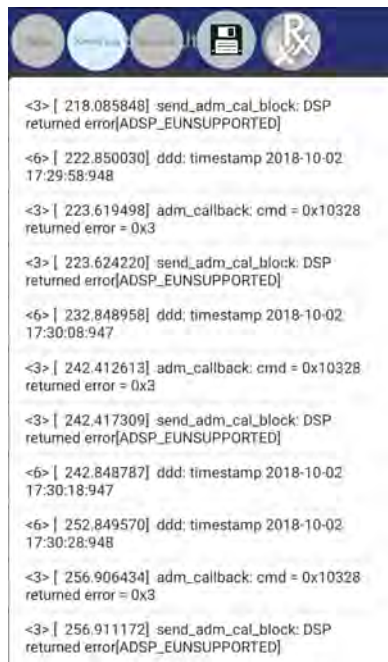 <3> [ 218.085848] send_adm_cal_block: DSP
returned error[ADSP_EUNSUPPORTED]
<6> [ 222.850030] ddd: timestamp 2018-10-02
17:29:58:948
<3> [ 223.619498] adm_callback: cmd = 0x10328
returned error = 0x3
<3> [ 223.624220] send_adm_cal_block: DSP
returned error[ADSP_EUNSUPPORTED]
<6> [ 232.848958] ddd: timestamp 2018-10-02
17:30:08:947
<3> [ 242.412613] adm_callback: cmd = 0x10328
returned error = 0x3
<3> [ 242.417309] send_adm_cal_block: DSP
returned error[ADSP_EUNSUPPORTED]
<6> [ 242.848787] ddd: timestamp 2018-10-02
17:30:18:947
<6> [ 252.849570] ddd: timestamp 2018-10-02
17:30:28:948
<3> [ 256.906434] adm_callback: cmd = 0x10328
returned error = 0x3
<3> [ 256.911172] send_adm_cal_block: DSP
returned error[ADSP_EUNSUPPORTED]